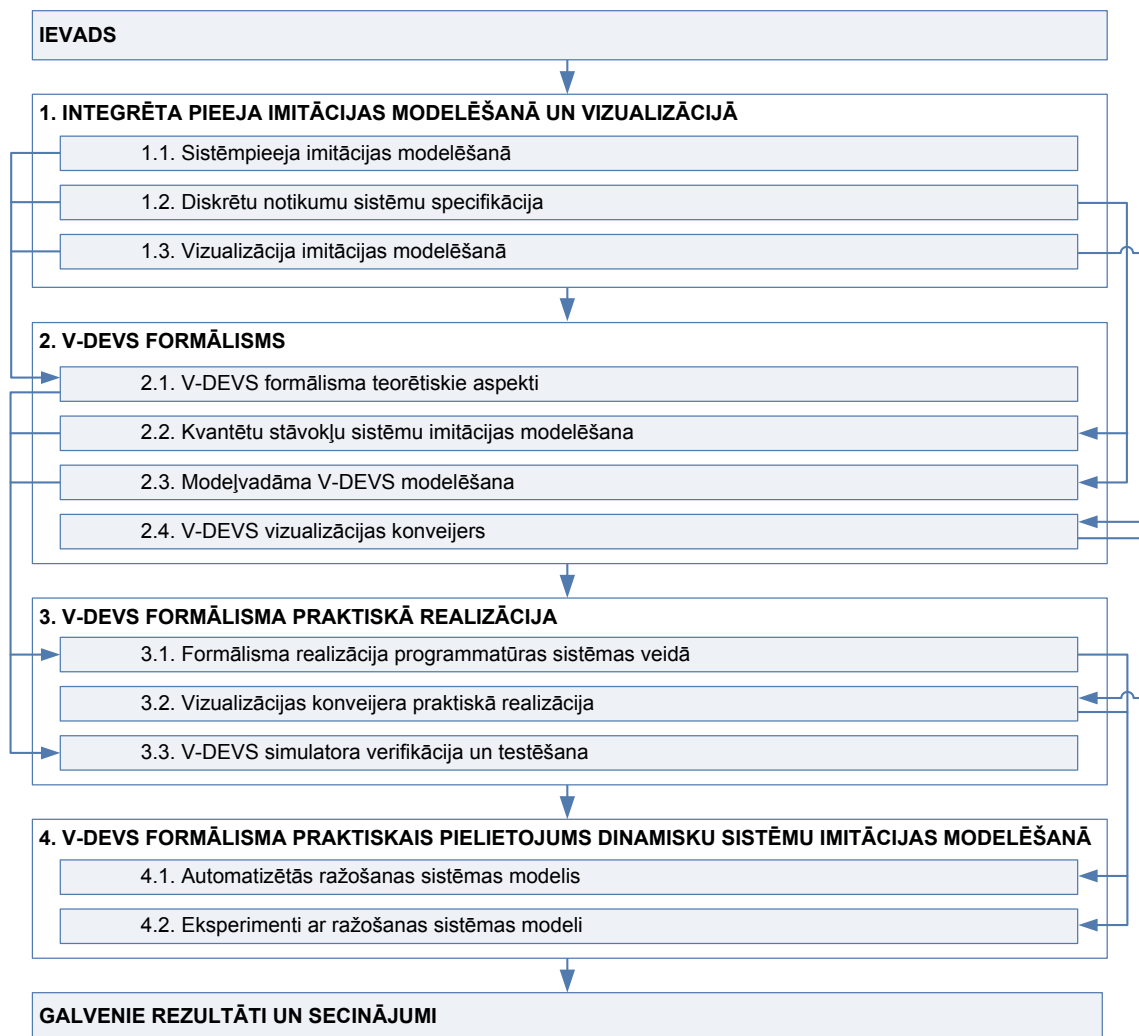 IEVADS
1. INTEGRĒTA PIEEJA IMITĀCIJAS MODELĒŠANĀ UN VIZUALIZĀCIJĀ
1.1. Sistēmpieeja imitācijas modelēšanā
1.2. Diskrētu notikumu sistēmu specifikācija
1.3. Vizualizācija imitācijas modelēšanā
2. V-DEVS FORMĀLISMS
2.1. V-DEVS formālisma teorētiskie aspekti
2.2. Kvantētu stāvokļu sistēmu imitācijas modelēšana
2.3. Modeļvadāma V-DEVS modelēšana
2.4. V-DEVS vizualizācijas konveijers
3. V-DEVS FORMĀLISMA PRAKTISKĀ REALIZĀCIJA
3.1. Formālisma realizācija programmatūras sistēmas veidā
3.2. Vizualizācijas konveijera praktiskā realizācija
3.3. V-DEVS simulatora verifikācija un testēšana
4. V-DEVS FORMĀLISMA PRAKTISKAIS PIELIETOJUMS DINAMISKU SISTĒMU IMITĀCIJAS MODELĒŠANĀ
4.1. Automatizētās ražošanas sistēmas modelis
4.2. Eksperimenti ar ražošanas sistēmas modeli
GALVENIE REZULTĀTI UN SECINĀJUMI